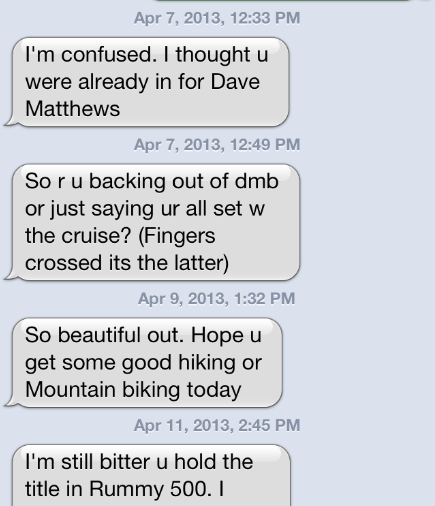 Apr 7, 2013, 12:33 PM
I'm confused. I thought u
were already in for Dave
Matthews
Apr 7, 2013, 12:49 PM
So r u backing out of dmb
or just saying ur all set w
the cruise? (Fingers
crossed its the latter)
Apr 9, 2013, 1:32 PM
So beautiful out. Hope u
get some good hiking or
Mountain biking today
Apr 11, 2013, 2:45 PM
I'm still bitter u hold the
title in Rummy 500. I